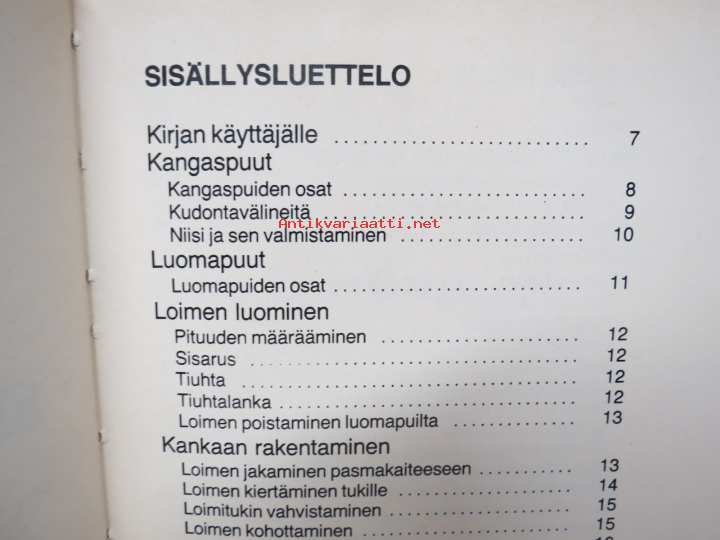 SISÄLLYSLUETTELO
Kirjan käyttäjälle ........................... 7
Kangaspuut
Kangaspuiden osat ........................... 8
Kudontavälineitä ........................... 9
Antikvariaatti.net
Niisi ja sen valmistaminen ................... 10
Luomapuut
Luomapuiden osat ........................... 11
Loimen luominen
Pituuden määrääminen ................... 12
Sisarus ................................... 12
Tiuhta ................................... 12
Tiuhtalanka ................................... 12
Loimen poistaminen luomapuilta ............... 13
Kankaan rakentaminen
Loimen jakaminen pasmakaiteeseen ........... 13
Loimen kiertäminen tukille ................... 14
Loimitukin vahvistaminen ................... 15
Loimen kohottaminen ....................... 15